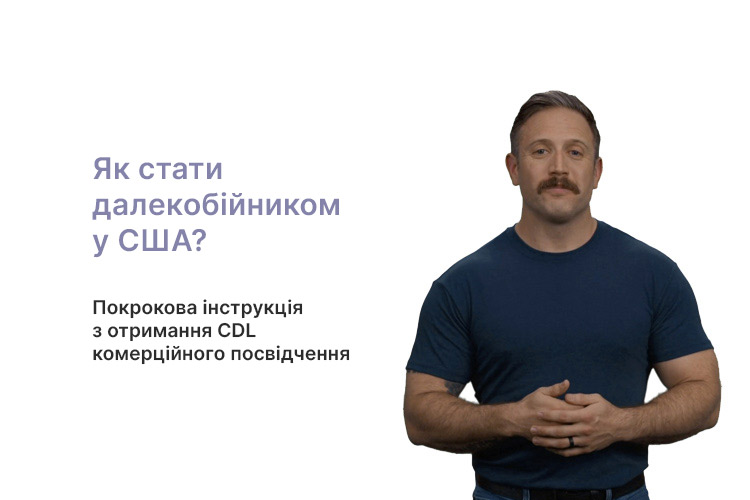 Як стати
далекобійником
у США?
Покрокова інструкція
з отримання CDL
комерційного посвідчення